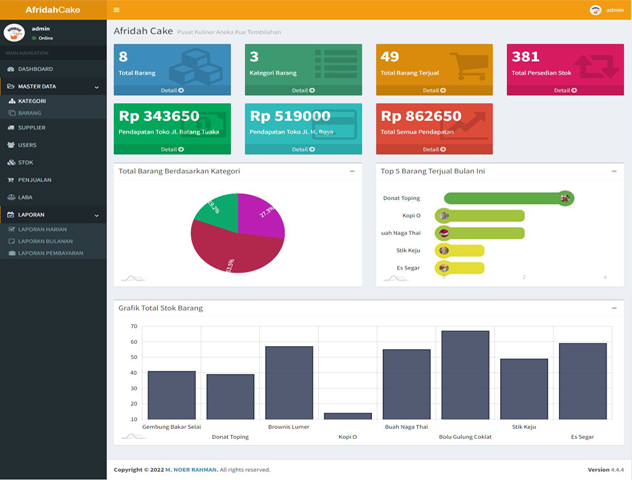 AfridahCake
admin
admin
Online
MAIN NAVIGATION
DASHBOARD
MASTER DATA
KATEGORI
BARANG
SUPPLIER
USERS
STOK
PENJUALAN
LABA
LAPORAN
LAPORAN HARIAN
LAPORAN BULANAN
LAPORAN PEMBAYARAN
Afridah Cake Pusat Kuliner Aneka Kue Tembilahan
8
Total Barang
Detail
3
Kategori Barang
Detail
49
Total Barang Terjual
Detail
381
Total Persedian Stok
Detail
Rp 343650
Pendapatan Toko Jl. Batang Tuaka
Detail
Rp 519000
Pendapatan Toko Jl. M. Boya
Detail
Rp 862650
Total Semua Pendapatan
Detail
Total Barang Berdasarkan Kategori
27.3%
Top 5 Barang Terjual Bulan Ini
Donat Toping
Kopi O
uah Naga Thai
Stik Keju
Es Segar
2
4
Grafik Total Stok Barang
70
60
50
40
30
20
10
Gembung Bakar Selai
Donat Toping
Brownis Lumer
Kopi O
Buah Naga Thai
Bolu Gulung Coklat
Stik Keju
Es Segar
Copyright © 2022 M. NOER RAHMAN. All rights reserved.
Version 4.4.4